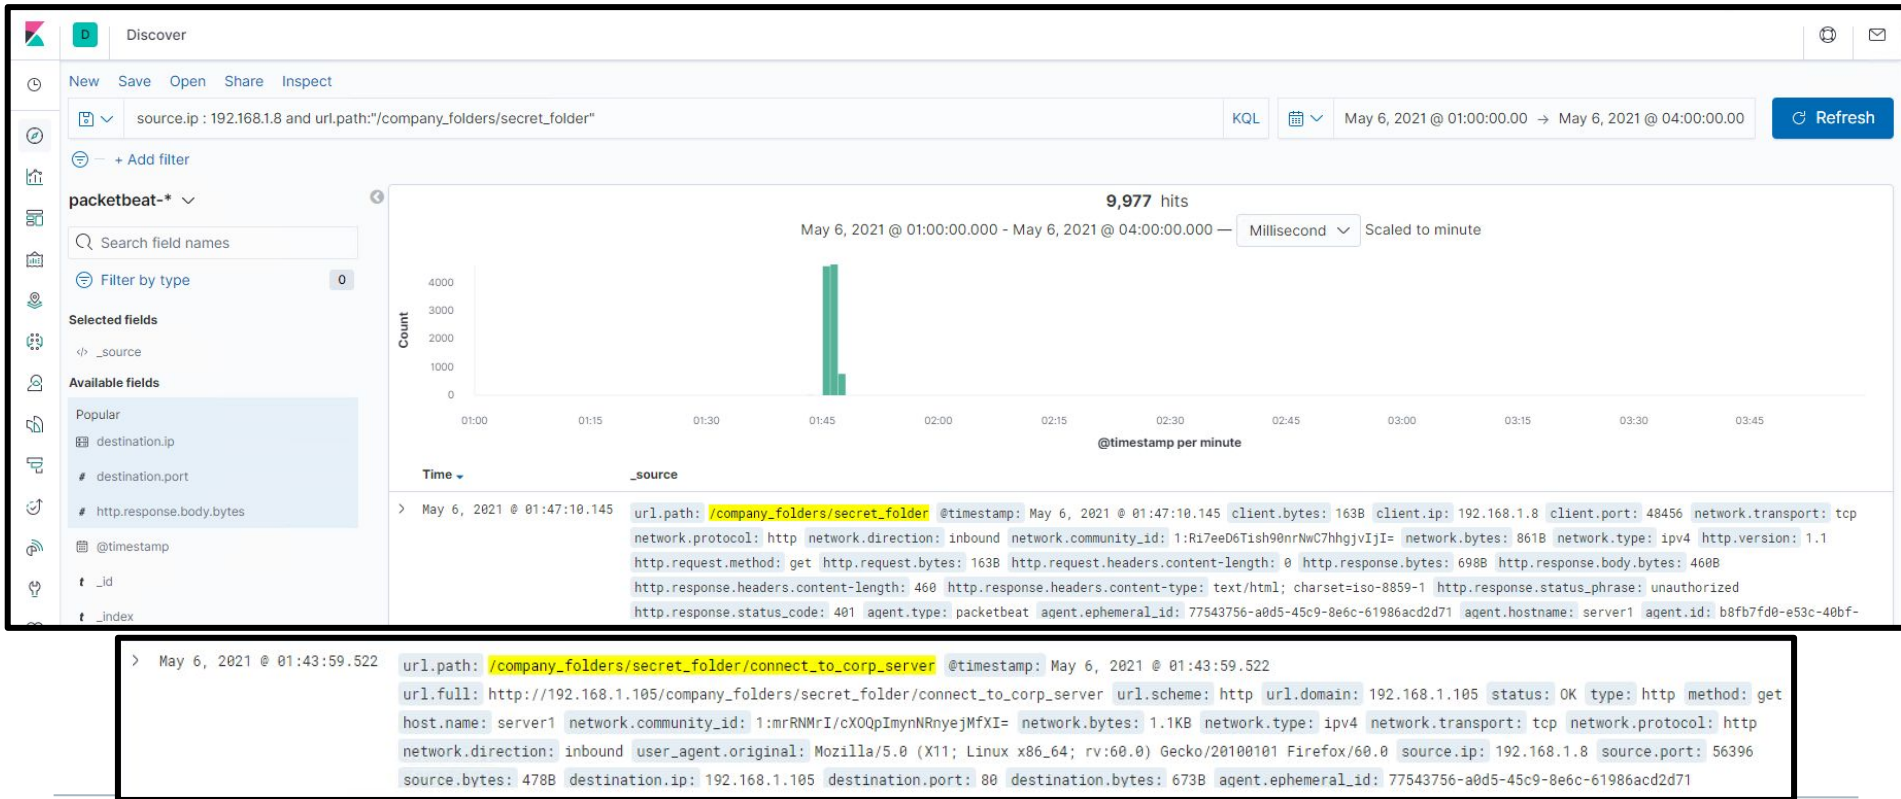 D Discover
New Save Open Share Inspect
source.ip : 192.168.1.8 and url.path:"/company_folders/secret_folder" KQL May 6, 2021 @ 01:00:00.00 → May 6, 2021 @ 04:00:00.00 Refresh
+ Add filter
packetbeat-*
Search field names
Filter by type 0
Selected fields
</> _source
Available fields
Popular
destination.ip
# destination.port
# http.response.body.bytes
@timestamp
t _id
t _index
9,977 hits
May 6, 2021 @ 01:00:00.000 - May 6, 2021 @ 04:00:00.000 — Millisecond Scaled to minute
Count
4000
3000
2000
1000
0
01:00 01:15 01:30 01:45 02:00 02:15 02:30 02:45 03:00 03:15 03:30 03:45
@timestamp per minute
Time _source
> May 6, 2021 @ 01:47:10.145 url.path: /company_folders/secret_folder @timestamp: May 6, 2021 @ 01:47:10.145 client.bytes: 163B client.ip: 192.168.1.8 client.port: 48456 network.transport: tcp
network.protocol: http network.direction: inbound network.community_id: 1:Ri7eeD6Tish90nrNwC7hhgjvIjI= network.bytes: 861B network.type: ipv4 http.version: 1.1
http.request.method: get http.request.bytes: 163B http.request.headers.content-length: 0 http.response.bytes: 698B http.response.body.bytes: 460B
http.response.headers.content-length: 460 http.response.headers.content-type: text/html; charset=iso-8859-1 http.response.status_phrase: unauthorized
http.response.status_code: 401 agent.type: packetbeat agent.ephemeral_id: 77543756-a0d5-45c9-8e6c-61986acd2d71 agent.hostname: server1 agent.id: b8fb7fd0-e53c-40bf-
> May 6, 2021 @ 01:43:59.522 url.path: /company_folders/secret_folder/connect_to_corp_server @timestamp: May 6, 2021 @ 01:43:59.522
url.full: http://192.168.1.105/company_folders/secret_folder/connect_to_corp_server url.scheme: http url.domain: 192.168.1.105 status: OK type: http method: get
host.name: server1 network.community_id: 1:mrRNMrI/cXOQpImynNRnyejMfXI= network.bytes: 1.1KB network.type: ipv4 network.transport: tcp network.protocol: http
network.direction: inbound user_agent.original: Mozilla/5.0 (X11; Linux x86_64; rv:60.0) Gecko/20100101 Firefox/60.0 source.ip: 192.168.1.8 source.port: 56396
source.bytes: 478B destination.ip: 192.168.1.105 destination.port: 80 destination.bytes: 673B agent.ephemeral_id: 77543756-a0d5-45c9-8e6c-61986acd2d71